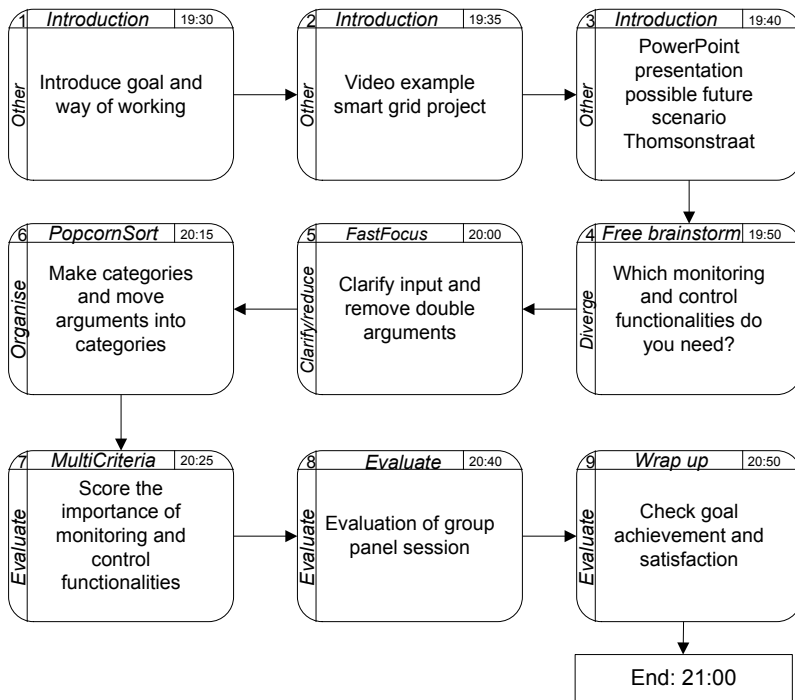 1 Introduction 19:30
Other
Introduce goal and
way of working
2 Introduction 19:35
Other
Video example
smart grid project
3 Introduction 19:40
Other
PowerPoint
presentation
possible future
scenario
Thomsonstraat
4 Free brainstorm 19:50
Diverge
Which monitoring
and control
functionalities do
you need?
5 FastFocus 20:00
Clarify/reduce
Clarify input and
remove double
arguments
6 PopcornSort 20:15
Organise
Make categories
and move
arguments into
categories
7 MultiCriteria 20:25
Evaluate
Score the
importance of
monitoring and
control
functionalities
8 Evaluate 20:40
Evaluate
Evaluation of group
panel session
9 Wrap up 20:50
Evaluate
Check goal
achievement and
satisfaction
End: 21:00